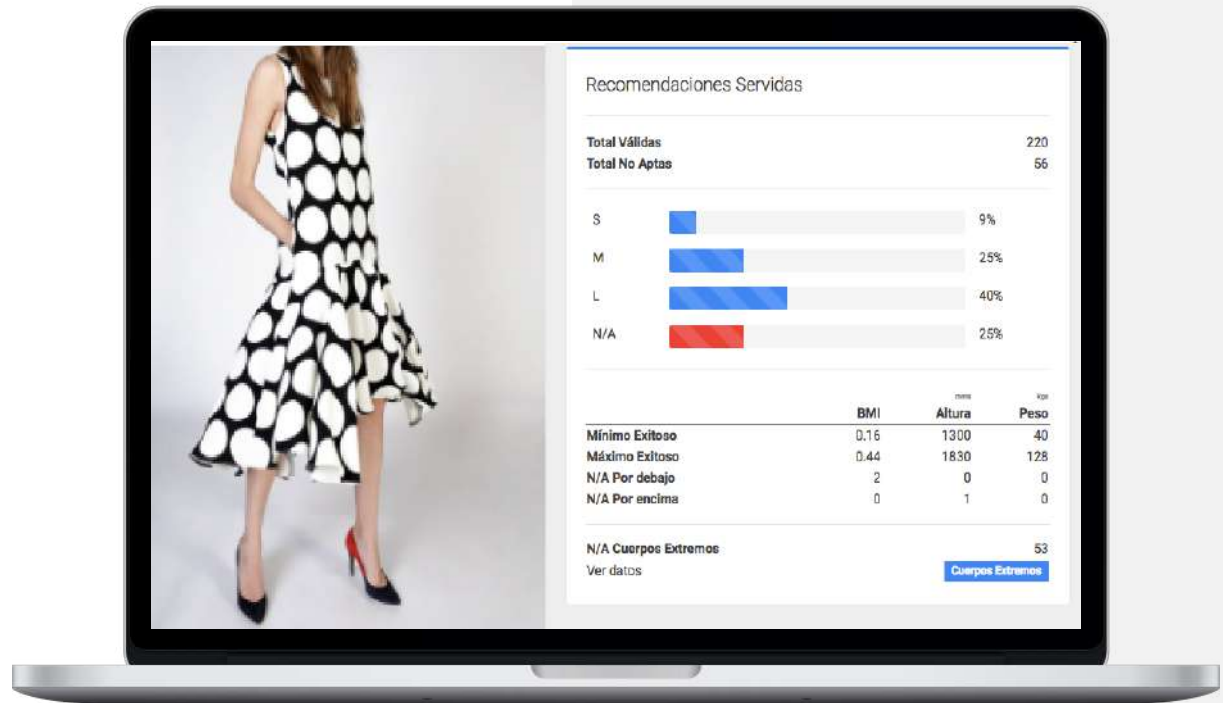 Recomendaciones Servidas
Total Válidas 220
Total No Aptas 56
S 9%
M 25%
L 40%
N/A 25%
mms kgs
BMI Altura Peso
Mínimo Exitoso 0.16 1300 40
Máximo Exitoso 0.44 1830 128
N/A Por debajo 2 0 0
N/A Por encima 0 1 0
N/A Cuerpos Extremos 53
Ver datos Cuerpos Extremos